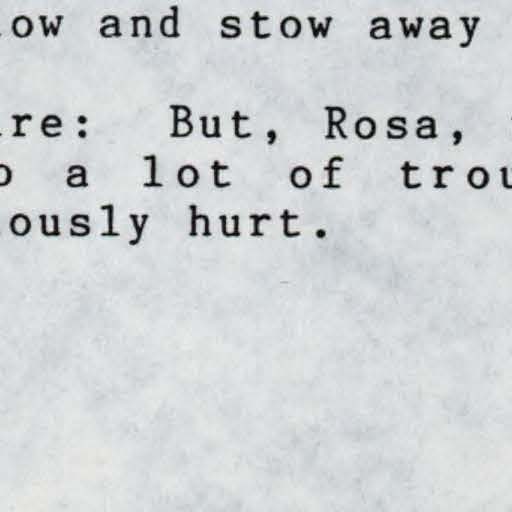 ow and stow away
re: But, Rosa,
o a lot of trou
ously hurt.